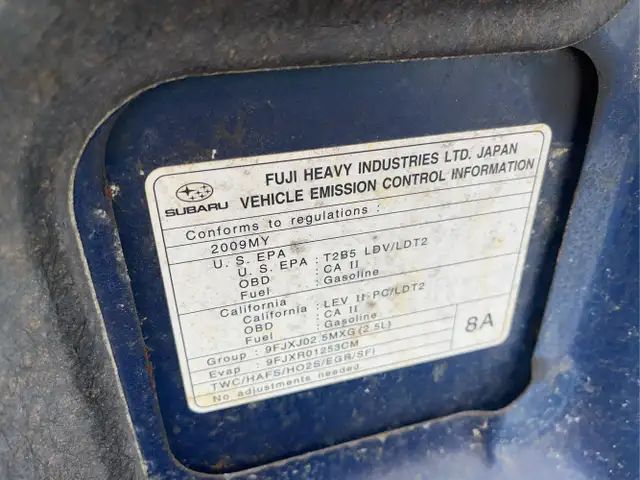 FUJI HEAVY INDUSTRIES LTD. JAPAN
SUBARU VEHICLE EMISSION CONTROL INFORMATION
Conforms to regulations :
2009MY
U. S. EPA
U. S. EPA : T2B5 LDV/LDT2
OBD : CA II
Fuel : Gasoline
California
California : LEV II PC/LDT2
OBD : CA II
Fuel : Gasoline
Group : 9FJXJ02.5MXG(2.5L)
Evap : 9FJXR01253CM
TWC/HAFS/HO2S/EGR/SFI
No adjustments needed
8A